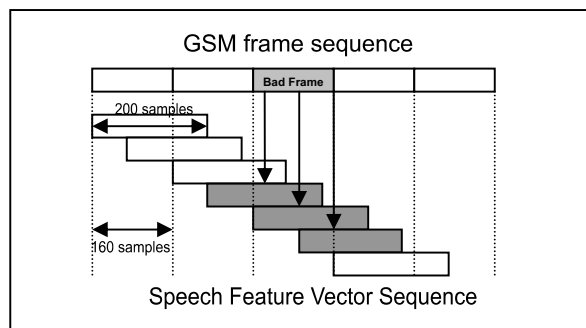 GSM frame sequence
Bad Frame
200 samples
160 samples
Speech Feature Vector Sequence